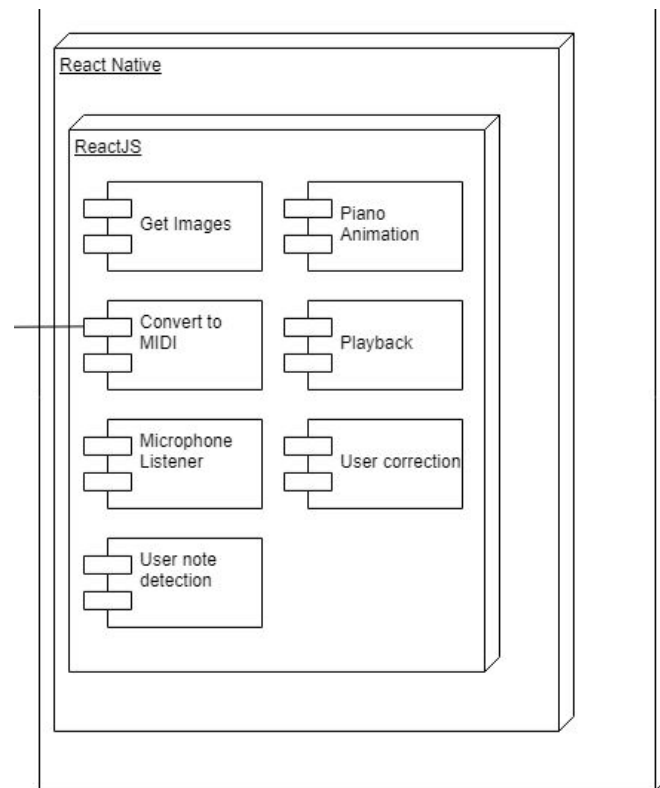 React Native
ReactJS
Get Images
Piano
Animation
Convert to
MIDI
Playback
Microphone
Listener
User correction
User note
detection